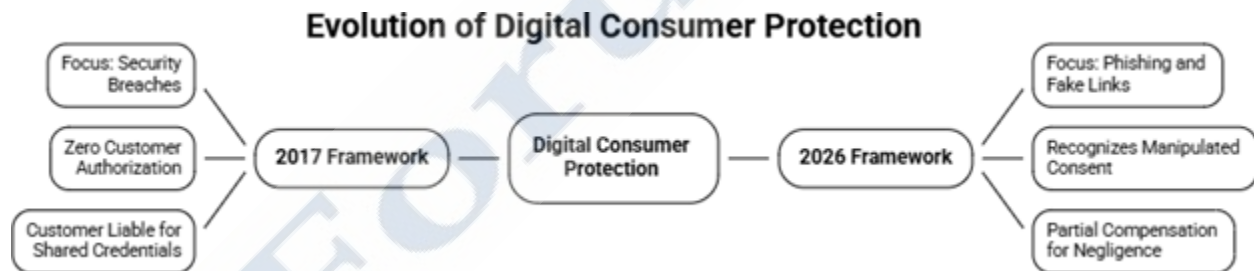 Evolution of Digital Consumer Protection
Focus: Security
Breaches
Zero Customer
Authorization
Customer Liable for
Shared Credentials
2017 Framework
Digital Consumer
Protection
2026 Framework
Focus: Phishing and
Fake Links
Recognizes Manipulated
Consent
Partial Compensation
for Negligence